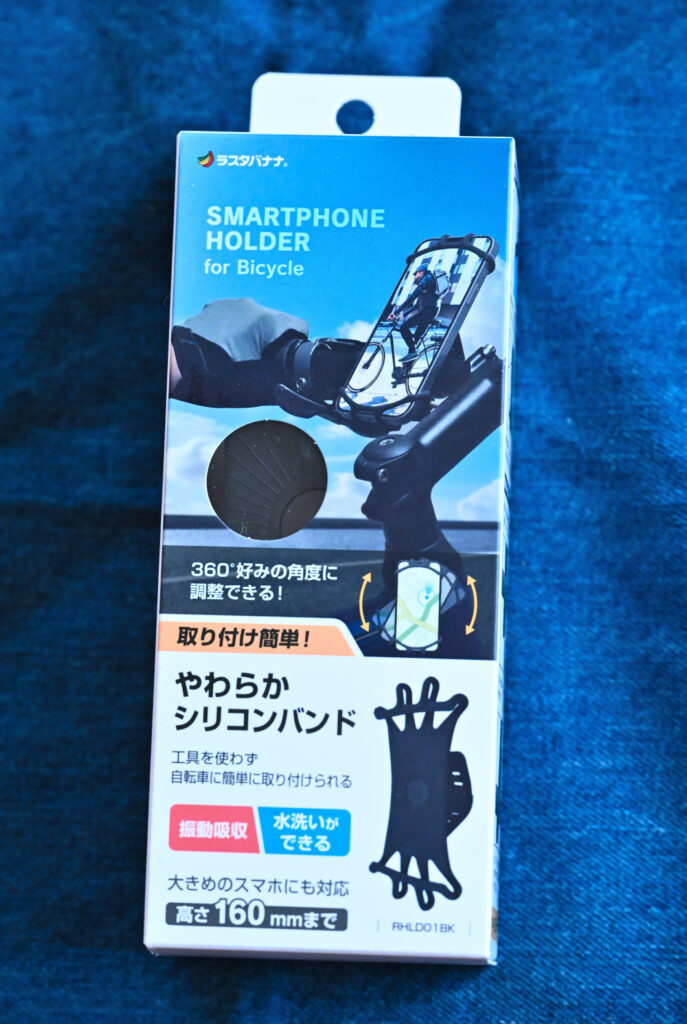 ラスタバナナ®
SMARTPHONE
HOLDER
for Bicycle
360°好みの角度に
調整できる！
取り付け簡単！
やわらか
シリコンバンド
工具を使わず
自転車に簡単に取り付けられる
振動吸収
水洗いが
できる
大きめのスマホにも対応
高さ160mmまで
RHLD01BK